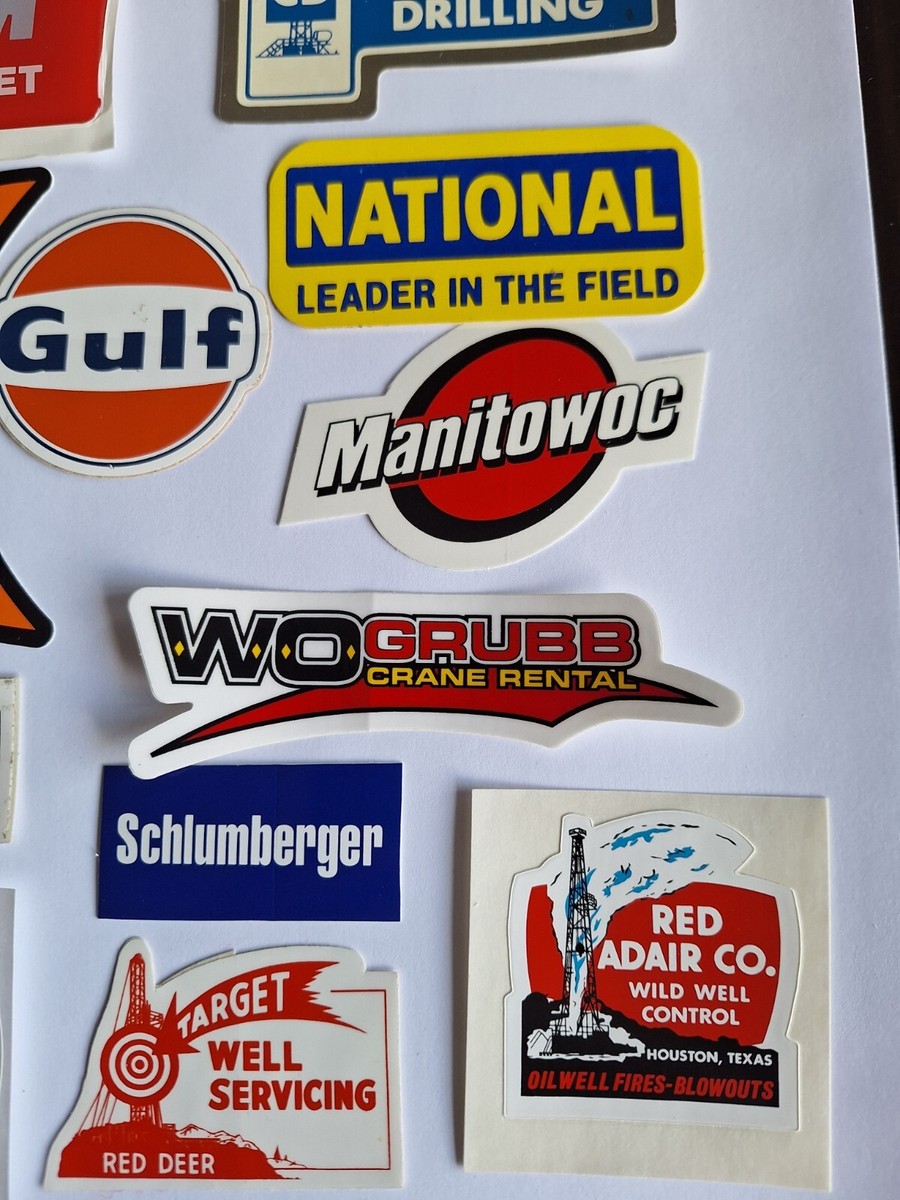 DRILLING
ET
NATIONAL
LEADER IN THE FIELD
Gulf
Manitowoc
W•O GRUBB
CRANE RENTAL
Schlumberger
RED
ADAIR CO.
WILD WELL
CONTROL
HOUSTON, TEXAS
OILWELL FIRES-BLOWOUTS
TARGET
WELL
SERVICING
RED DEER